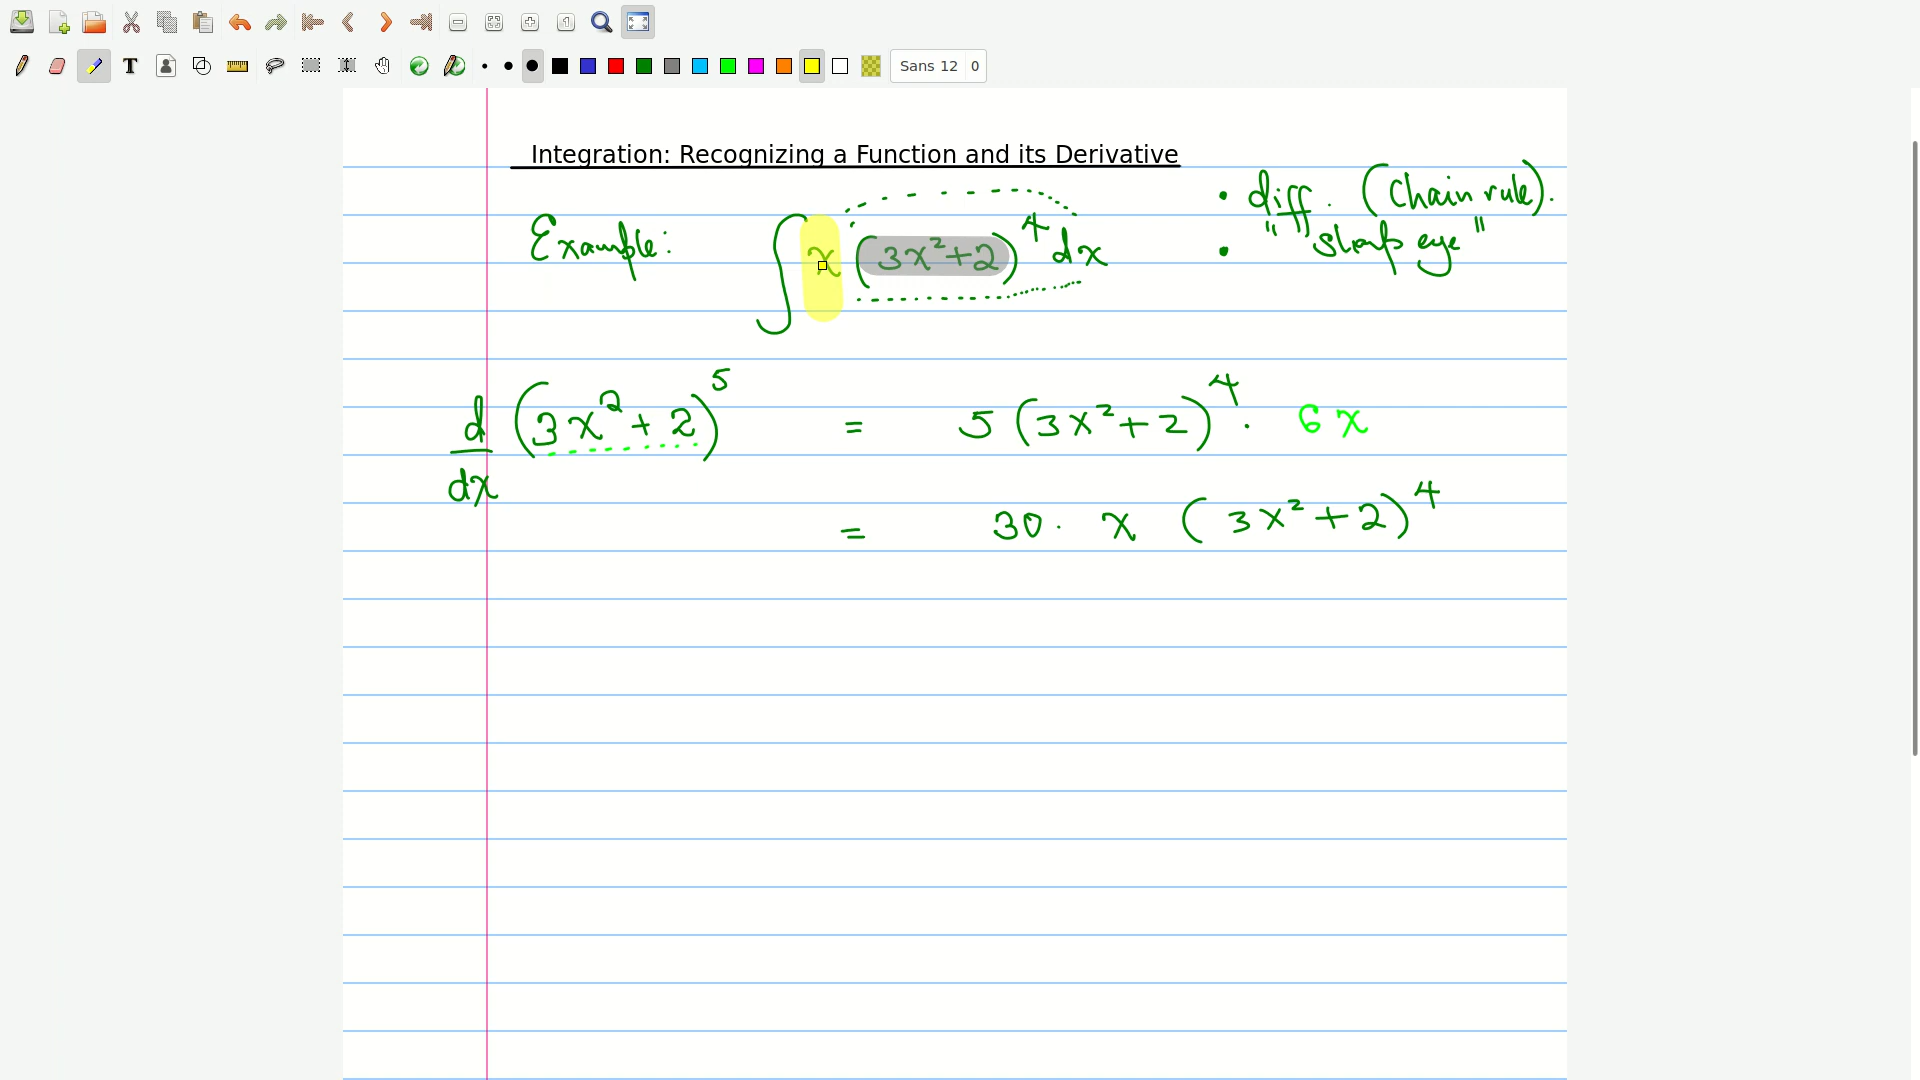 Sans 12 0
Integration: Recognizing a Function and its Derivative
Example: ∫ x (3x²+2)⁴ dx
• diff. (Chain rule).
• "sharp eye"
d/dx (3x²+2)⁵ = 5 (3x²+2)⁴ · 6x
= 30 · x (3x²+2)⁴